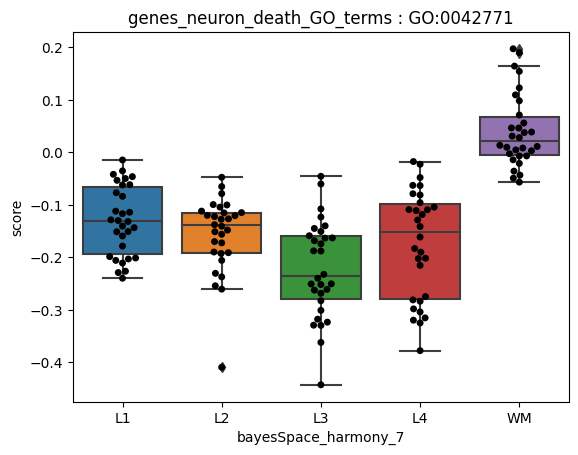 genes_neuron_death_GO_terms : GO:0042771
0.2
0.1
0.0
−0.1
−0.2
−0.3
−0.4
score
L1 L2 L3 L4 WM
bayesSpace_harmony_7